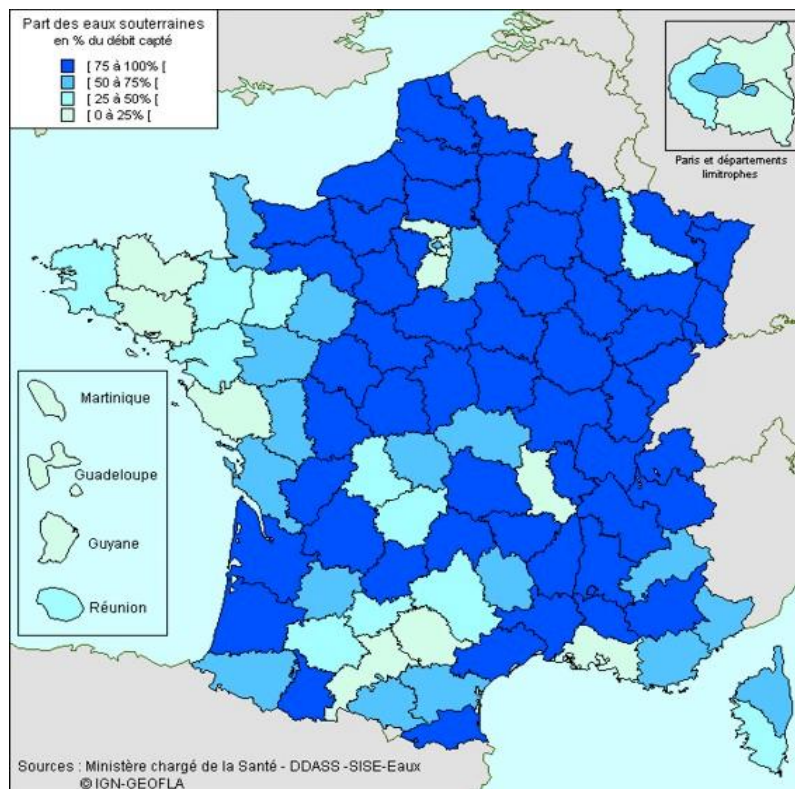 Part des eaux souterraines
en % du débit capté
[ 75 à 100% [
[ 50 à 75% [
[ 25 à 50% [
[ 0 à 25% [
Paris et départements
limitrophes
Martinique
Guadeloupe
Guyane
Réunion
Sources : Ministère chargé de la Santé - DDASS -SISE-Eaux
© IGN-GEOFLA